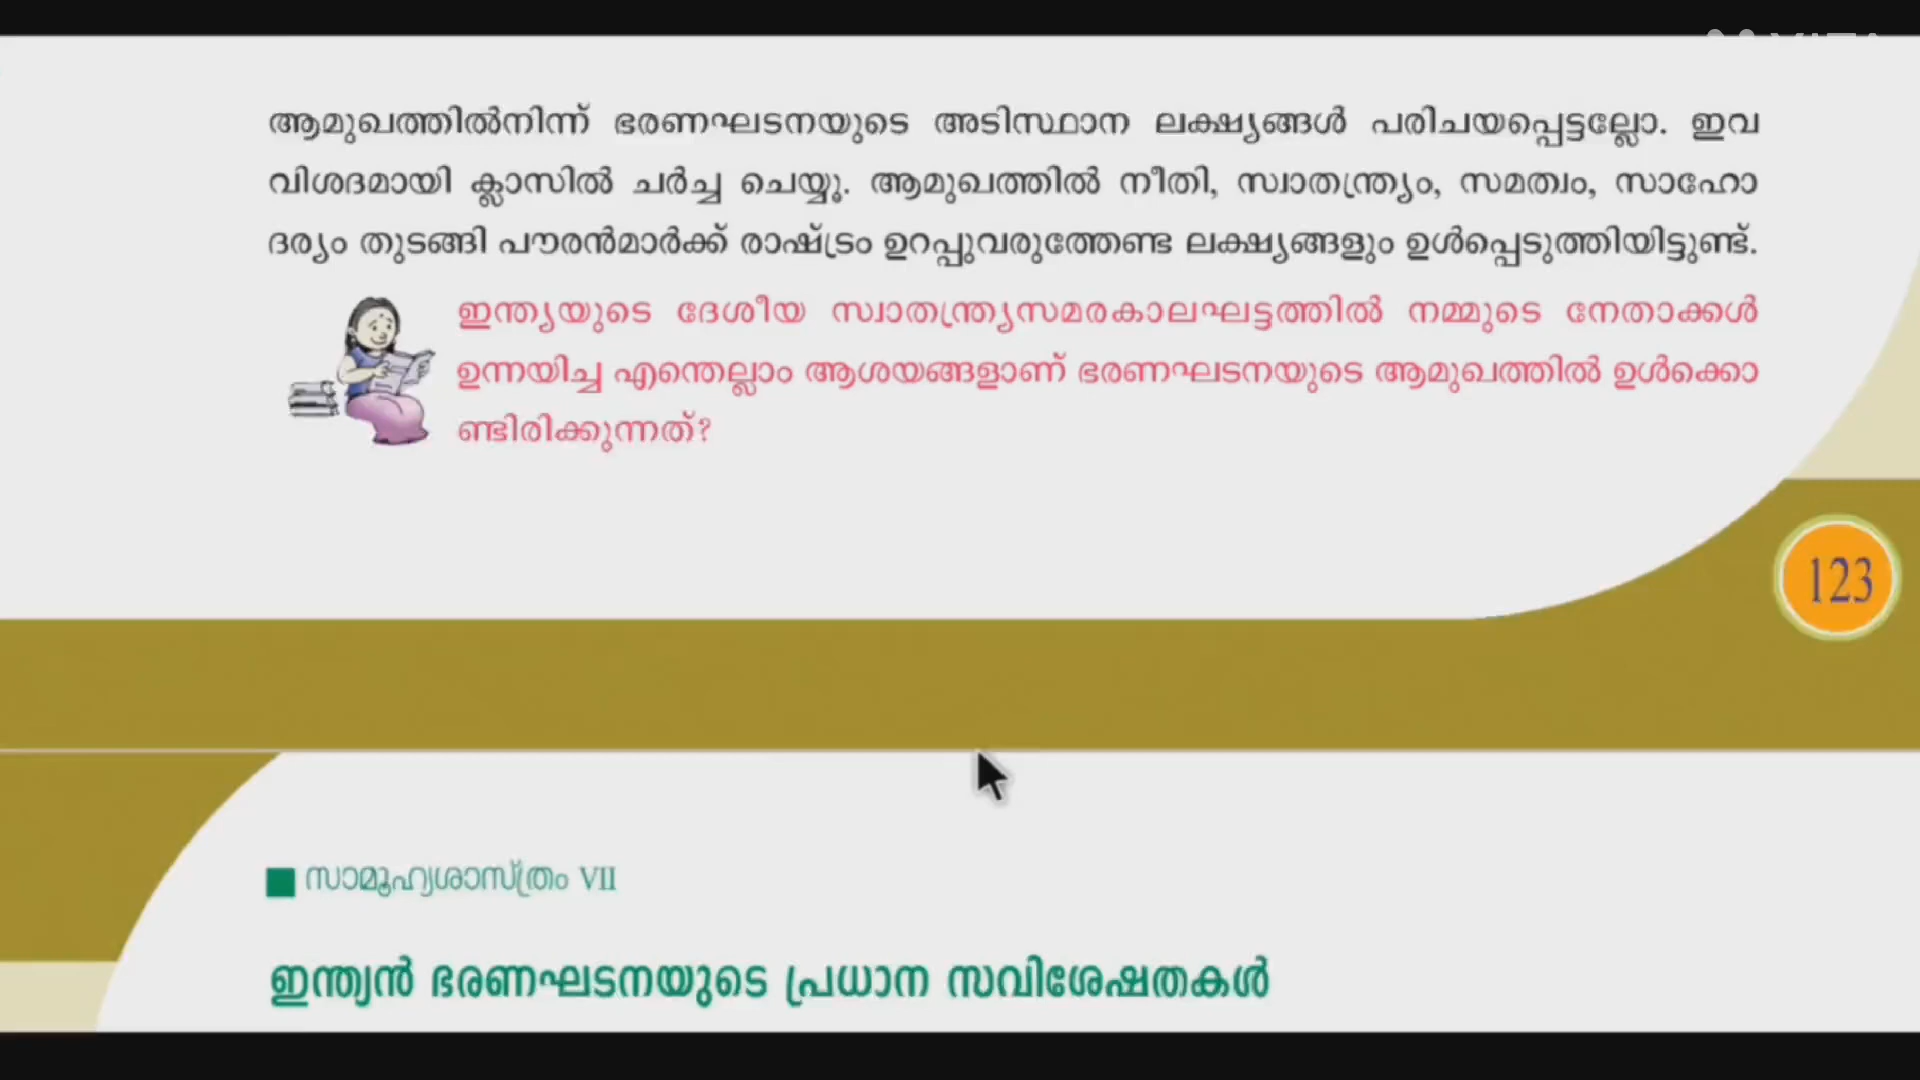 ആമുഖത്തിൽനിന്ന് ഭരണഘടനയുടെ അടിസ്ഥാന ലക്ഷ്യങ്ങൾ പരിചയപ്പെട്ടല്ലോ. ഇവ
വിശദമായി ക്ലാസിൽ ചർച്ച ചെയ്യൂ. ആമുഖത്തിൽ നീതി, സ്വാതന്ത്ര്യം, സമത്വം, സാഹോ
ദര്യം തുടങ്ങി പൗരൻമാർക്ക് രാഷ്ട്രം ഉറപ്പുവരുത്തേണ്ട ലക്ഷ്യങ്ങളും ഉൾപ്പെടുത്തിയിട്ടുണ്ട്.
ഇന്ത്യയുടെ ദേശീയ സ്വാതന്ത്ര്യസമരകാലഘട്ടത്തിൽ നമ്മുടെ നേതാക്കൾ
ഉന്നയിച്ച എന്തെല്ലാം ആശയങ്ങളാണ് ഭരണഘടനയുടെ ആമുഖത്തിൽ ഉൾക്കൊ
ണ്ടിരിക്കുന്നത്?
123
സാമൂഹ്യശാസ്ത്രം VII
ഇന്ത്യൻ ഭരണഘടനയുടെ പ്രധാന സവിശേഷതകൾ